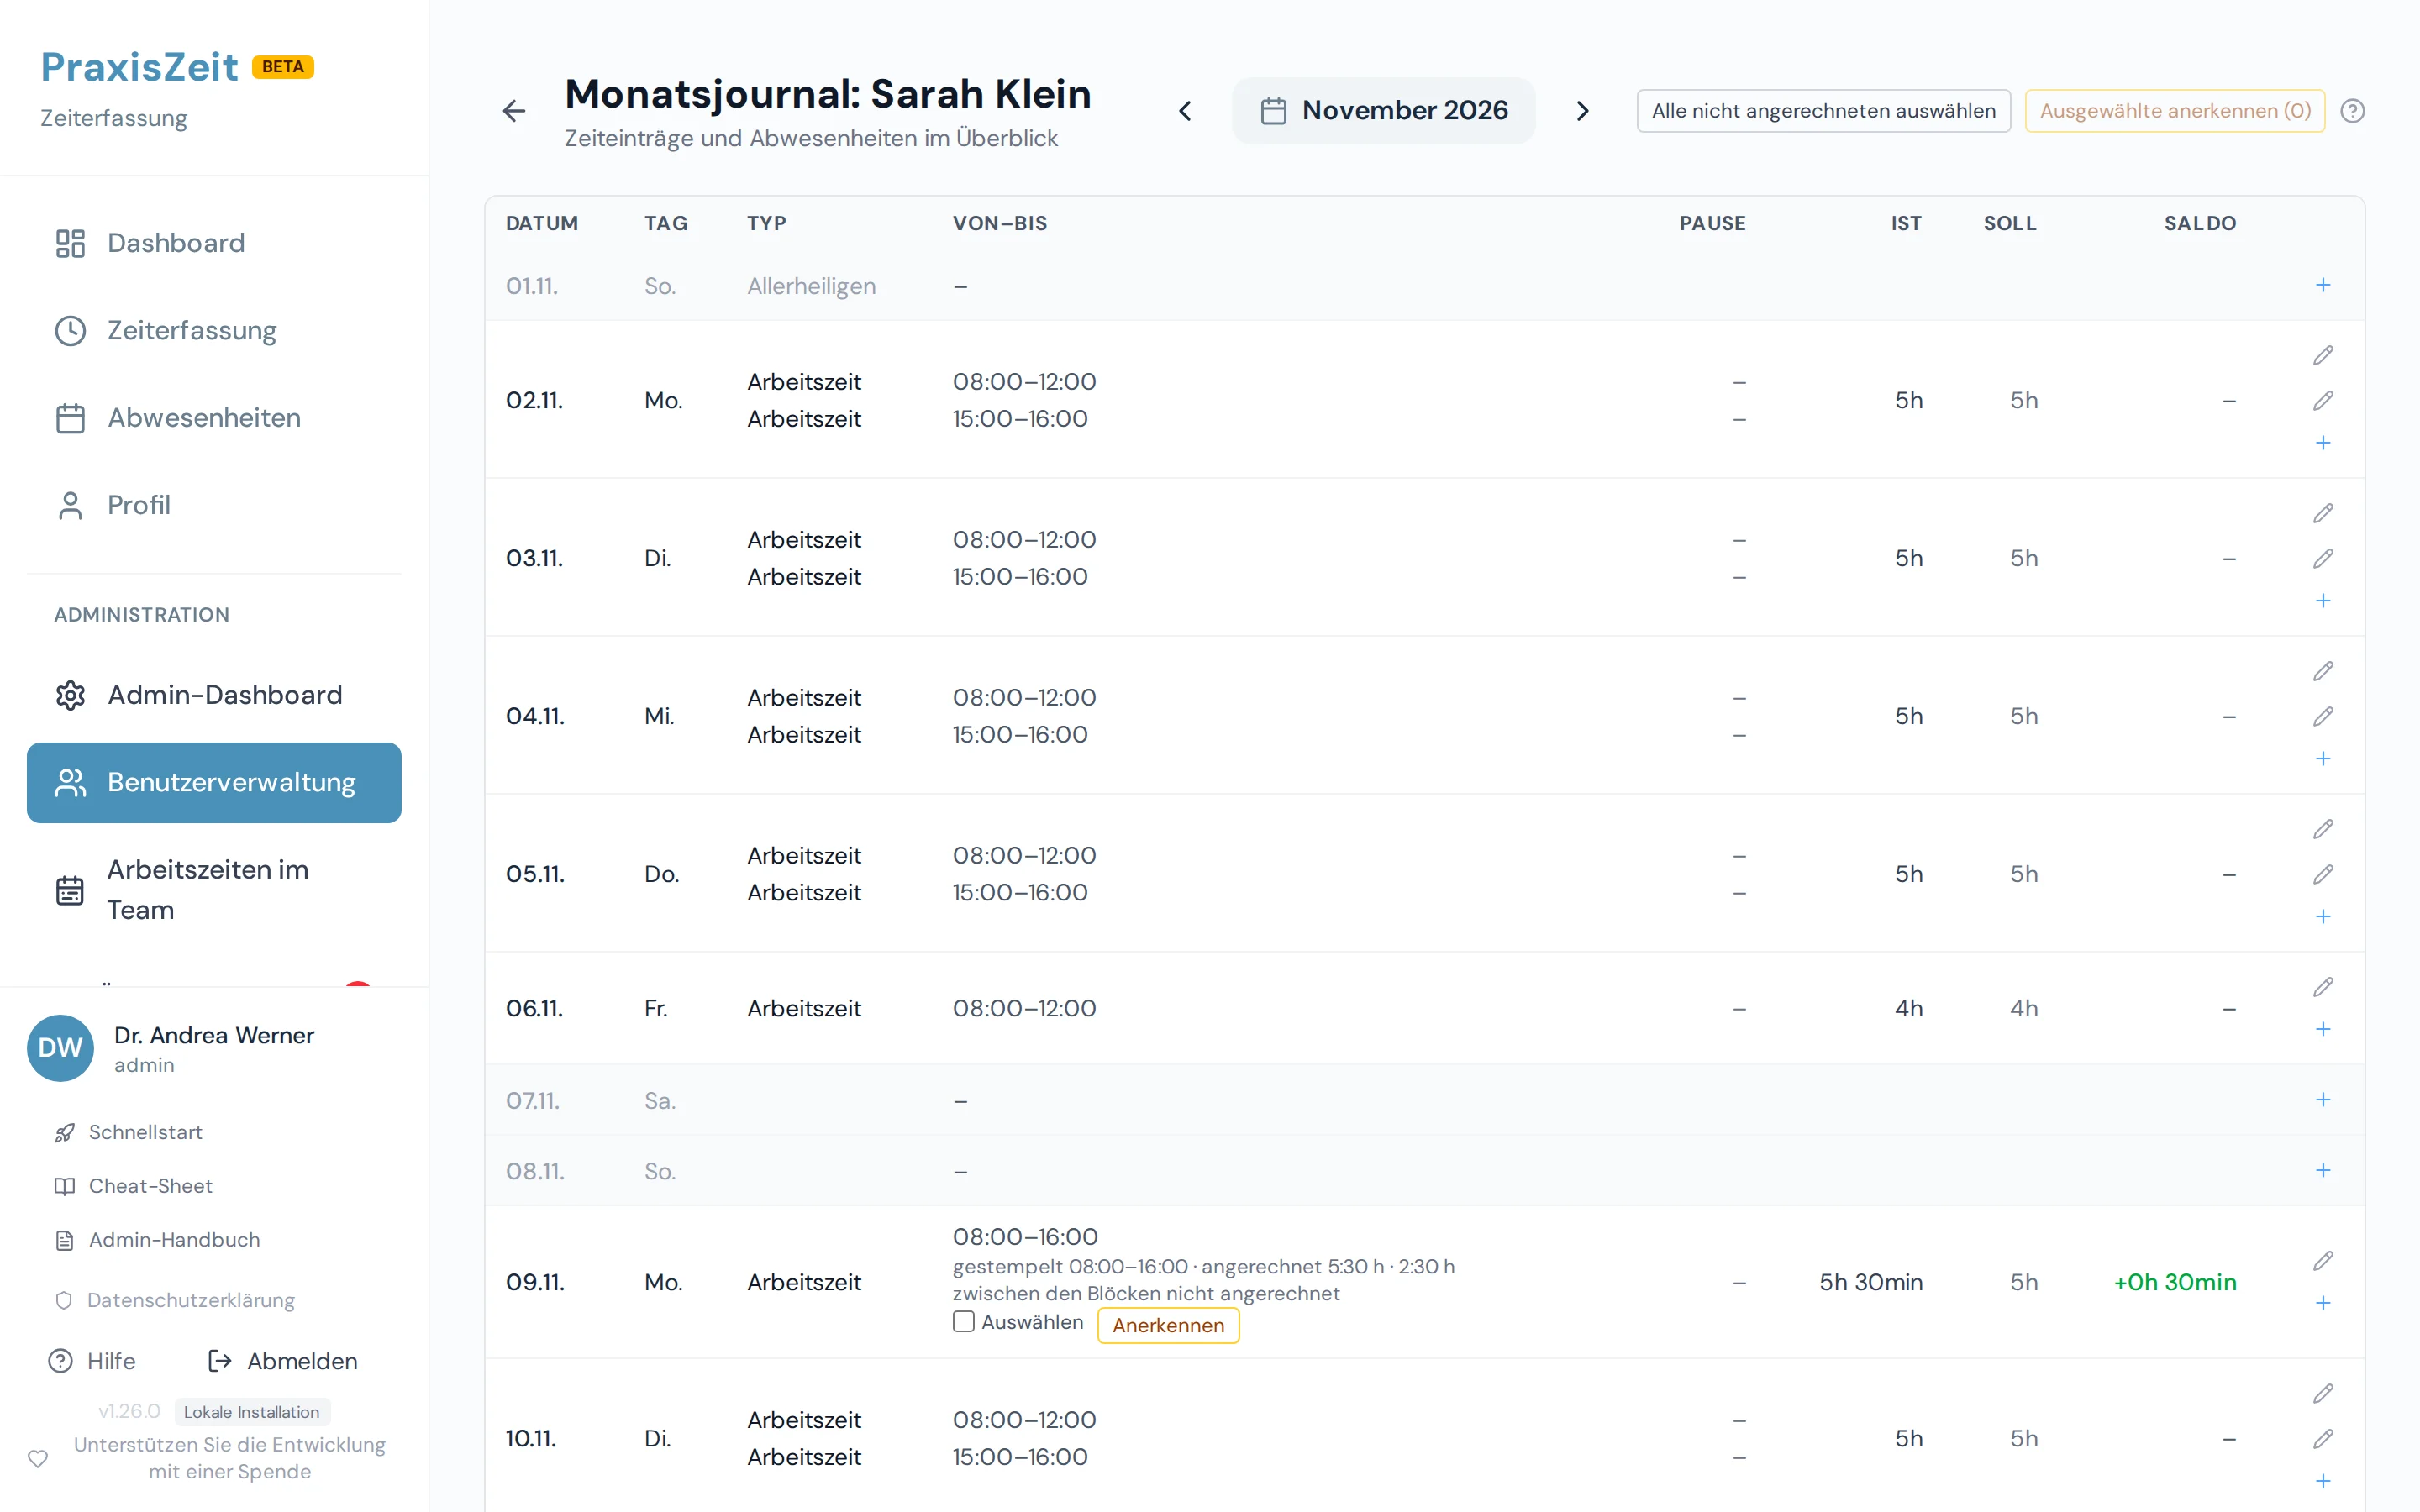 PraxisZeit BETA
Zeiterfassung
Dashboard
Zeiterfassung
Abwesenheiten
Profil
ADMINISTRATION
Admin-Dashboard
Benutzerverwaltung
Arbeitszeiten im
Team
Dr. Andrea Werner
DW
admin
Schnellstart
Cheat-Sheet
Admin-Handbuch
Datenschutzerklärung
Hilfe Abmelden
v1.26.0 Lokale Installation
Unterstützen Sie die Entwicklung
mit einer Spende
Monatsjournal: Sarah Klein
Zeiteinträge und Abwesenheiten im Überblick
November 2026
Alle nicht angerechneten auswählen
Ausgewählte anerkennen (0)
DATUM TAG TYP VON–BIS PAUSE IST SOLL SALDO
01.11. So. Allerheiligen – +
02.11. Mo. Arbeitszeit 08:00–12:00 – 5h 5h –
Arbeitszeit 15:00–16:00 – +
03.11. Di. Arbeitszeit 08:00–12:00 – 5h 5h –
Arbeitszeit 15:00–16:00 – +
04.11. Mi. Arbeitszeit 08:00–12:00 – 5h 5h –
Arbeitszeit 15:00–16:00 – +
05.11. Do. Arbeitszeit 08:00–12:00 – 5h 5h –
Arbeitszeit 15:00–16:00 – +
06.11. Fr. Arbeitszeit 08:00–12:00 – 4h 4h – +
07.11. Sa. – +
08.11. So. – +
09.11. Mo. Arbeitszeit 08:00–16:00 – 5h 30min 5h +0h 30min +
gestempelt 08:00–16:00 · angerechnet 5:30 h · 2:30 h
zwischen den Blöcken nicht angerechnet
Auswählen Anerkennen
10.11. Di. Arbeitszeit 08:00–12:00 – 5h 5h –
Arbeitszeit 15:00–16:00 – +